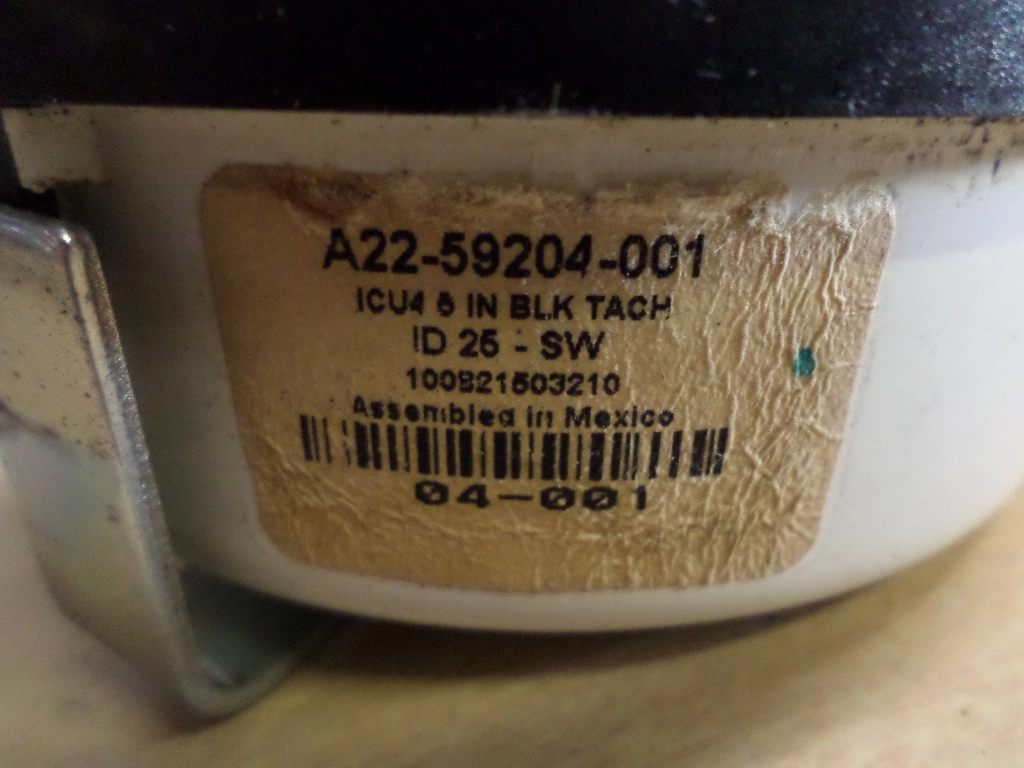 A22-59204-001
ICU4 5 IN BLK TACH
ID 25 - SW
100821503210
Assembled in Mexico
04-001